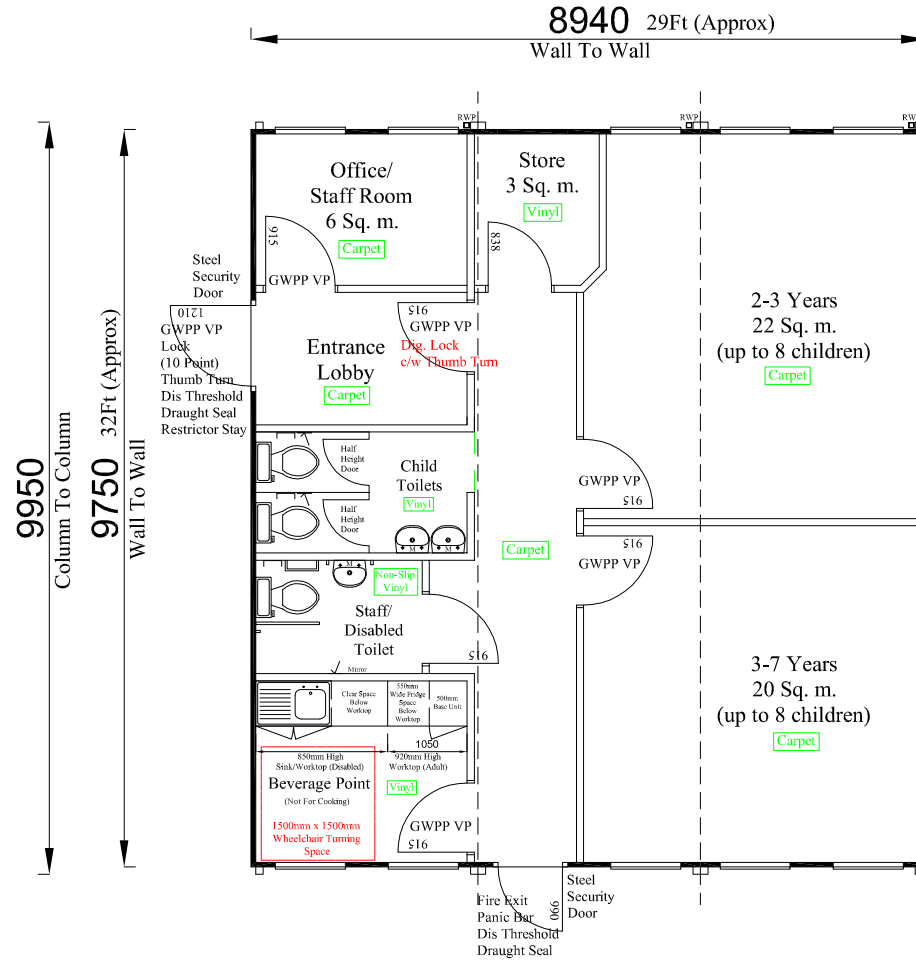 8940 29Ft (Approx)
Wall To Wall
RWP
RWP
RWP
Office/
Staff Room
6 Sq. m.
Carpet
915
Store
3 Sq. m.
Vinyl
838
Steel
Security
Door
GWPP VP
1210
GWPP VP
Lock
(10 Point)
Thumb Turn
Dis Threshold
Draught Seal
Restrictor Stay
915
GWPP VP
Dig. Lock
c/w Thumb Turn
Entrance
Lobby
Carpet
2-3 Years
22 Sq. m.
(up to 8 children)
Carpet
9950
Column To Column
9750 32Ft (Approx)
Wall To Wall
Half
Height
Door
Child
Toilets
Vinyl
Half
Height
Door
M
M
GWPP VP
915
Carpet
915
GWPP VP
M
Non-Slip
Vinyl
Staff/
Disabled
Toilet
915
Mirror
3-7 Years
20 Sq. m.
(up to 8 children)
Carpet
Clear Space
Below
Worktop
550mm
Wide Fridge
Space
Below
Worktop
500mm
Base Unit
1050
850mm High
Sink/Worktop (Disabled)
920mm High
Worktop (Adult)
Beverage Point
(Not For Cooking)
Vinyl
1500mm x 1500mm
Wheelchair Turning
Space
GWPP VP
915
Fire Exit
Panic Bar
Dis Threshold
Draught Seal
990
Steel
Security
Door